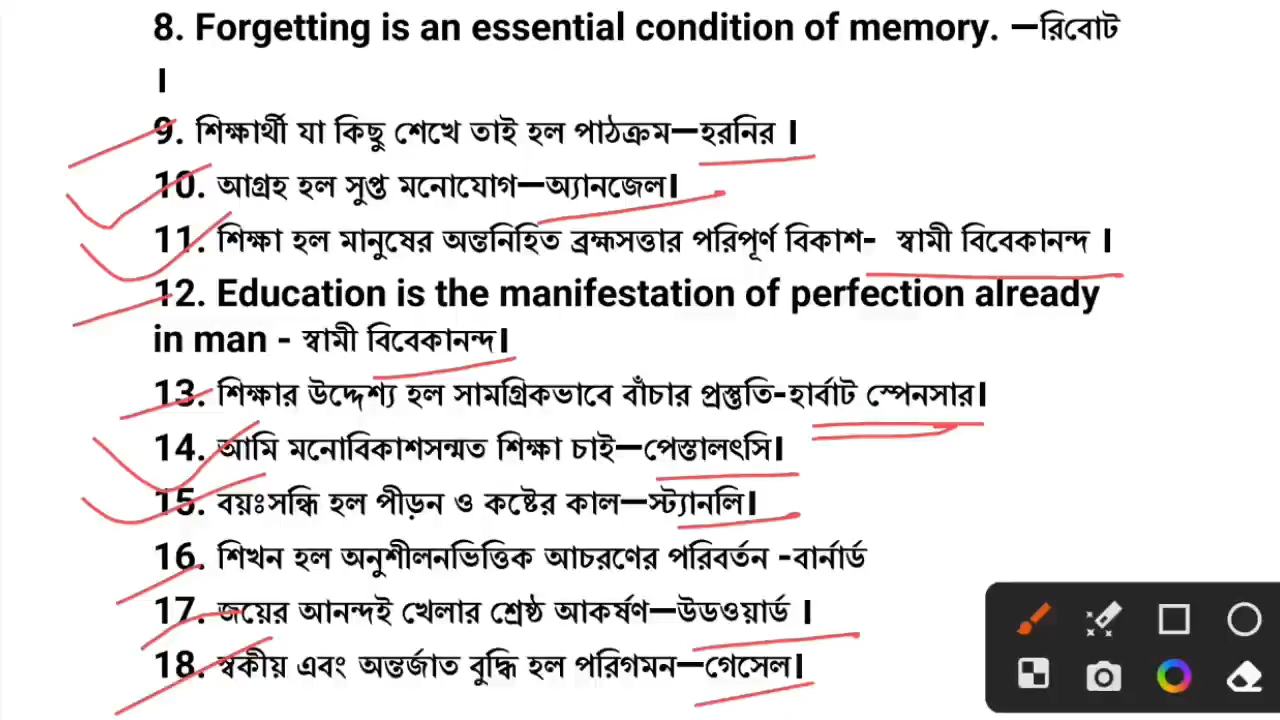 8. Forgetting is an essential condition of memory. —রিবোট
।
9. শিক্ষার্থী যা কিছু শেখে তাই হল পাঠক্রম—হরনির ।
10. আগ্রহ হল সুপ্ত মনোযোগ—অ্যানজেল।
11. শিক্ষা হল মানুষের অন্তনিহিত ব্রহ্মসত্তার পরিপূর্ণ বিকাশ- স্বামী বিবেকানন্দ ।
12. Education is the manifestation of perfection already
in man - স্বামী বিবেকানন্দ।
13. শিক্ষার উদ্দেশ্য হল সামগ্রিকভাবে বাঁচার প্রস্তুতি-হার্বাট স্পেনসার।
14. আমি মনোবিকাশসন্মত শিক্ষা চাই—পেস্তালৎসি।
15. বয়ঃসন্ধি হল পীড়ন ও কষ্টের কাল—স্ট্যানলি।
16. শিখন হল অনুশীলনভিত্তিক আচরণের পরিবর্তন -বার্নার্ড
17. জয়ের আনন্দই খেলার শ্রেষ্ঠ আকর্ষণ—উডওয়ার্ড ।
18. স্বকীয় এবং অন্তর্জাত বুদ্ধি হল পরিগমন—গেসেল।